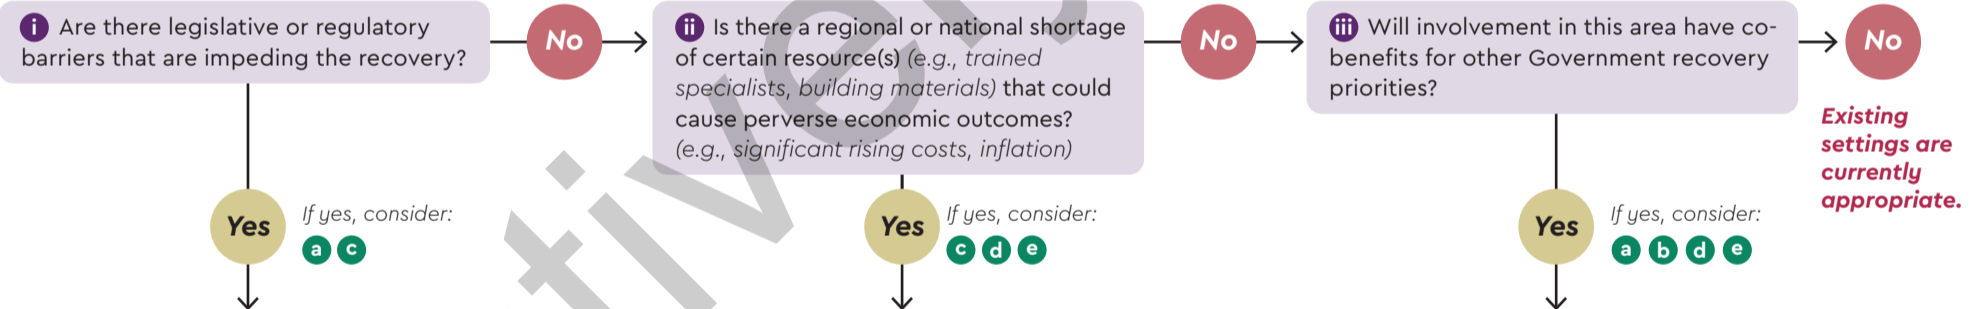 i Are there legislative or regulatory
barriers that are impeding the recovery?
No
ii Is there a regional or national shortage
of certain resource(s) (e.g., trained
specialists, building materials) that could
cause perverse economic outcomes?
(e.g., significant rising costs, inflation)
No
iii Will involvement in this area have co-
benefits for other Government recovery
priorities?
No
Existing
settings are
currently
appropriate.
Yes
If yes, consider:
a c
Yes
If yes, consider:
c d e
Yes
If yes, consider:
a b d e